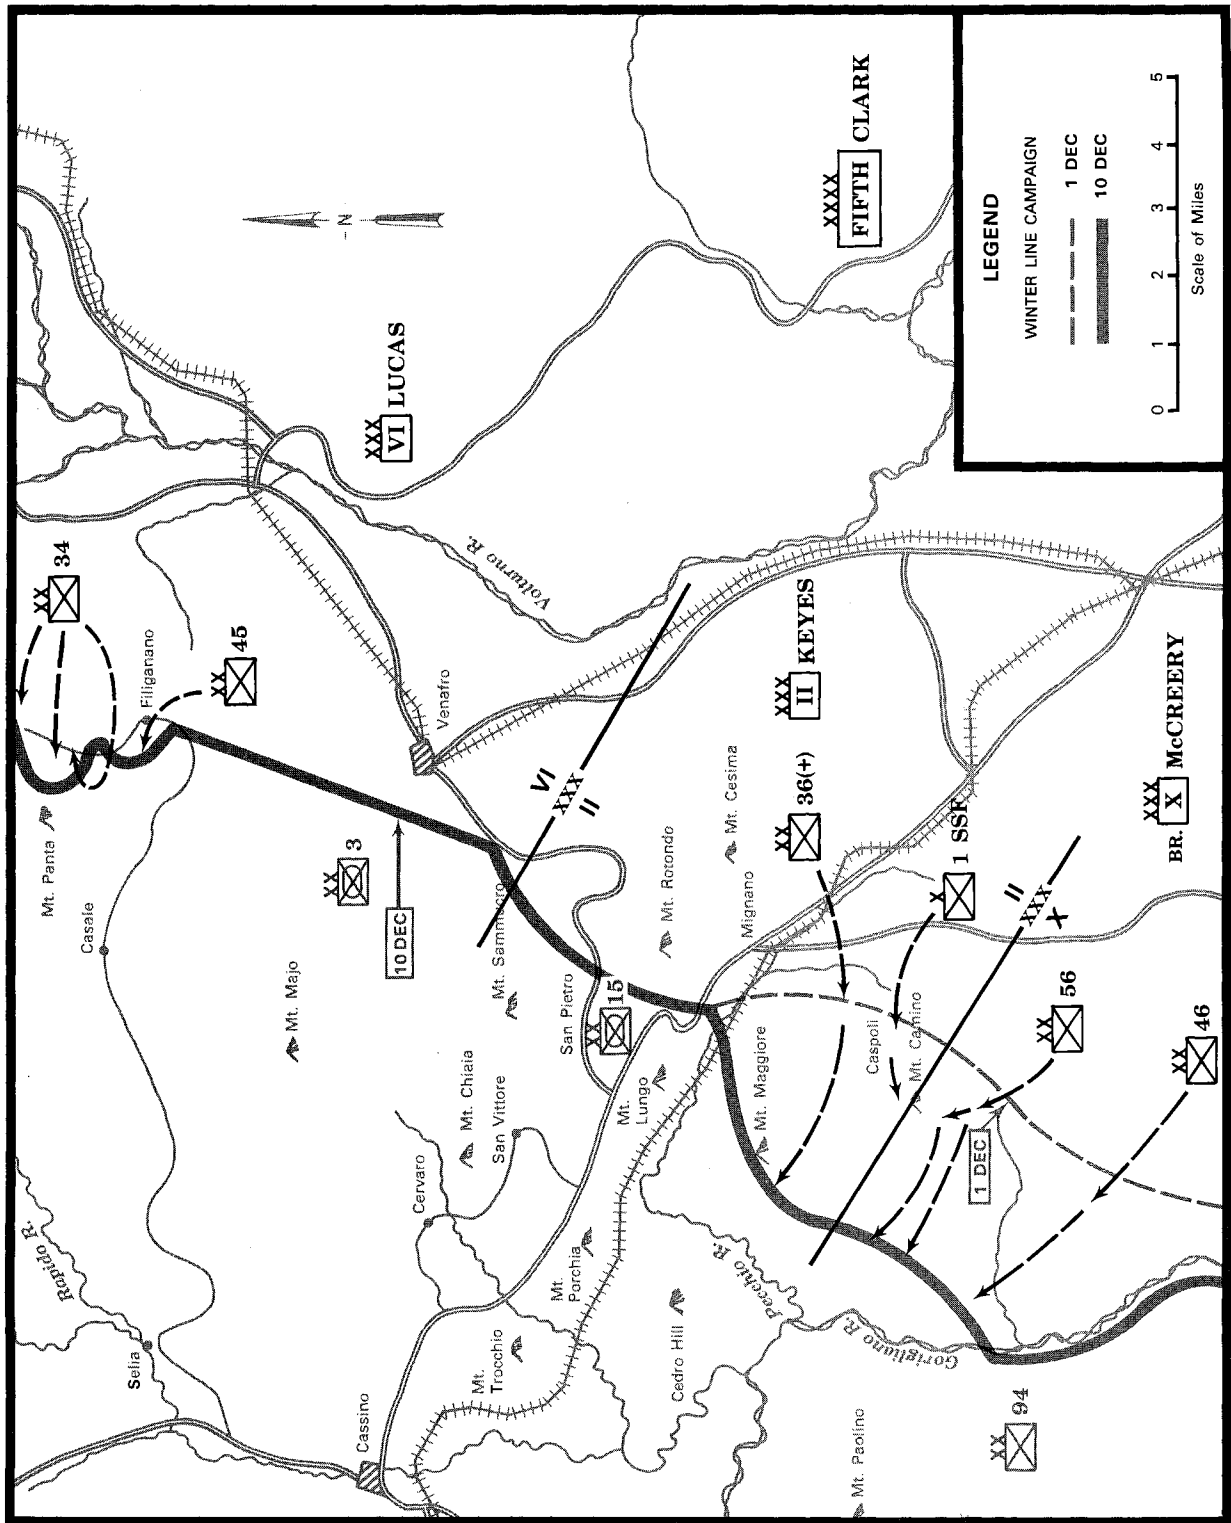 Rapido R.
Selia
Casale
Mt. Panta
34
XX
Filiganano
45
XX
3
XX
10 DEC
Mt. Majo
Cassino
Cervaro
Mt. Chiaia
San Vittore
Mt. Sammucro
Venafro
VI
XXX
II
Volturno R.
XXX
VI LUCAS
N
Mt. Trocchio
Mt. Porchia
San Pietro
XX
15
Mt. Lungo
Mt. Rotondo
Mt. Cesima
Mignano
Cedro Hill
Pecchio R.
Mt. Maggiore
Caspoli
Mt. Camino
XX
36(+)
XXX
II KEYES
XXXX
FIFTH CLARK
Mt. Paolino
Gorigliano R.
X
1 SSF
II
XXX
X
1 DEC
XX
56
XX
94
XX
46
XXX
BR. X McCREERY
LEGEND
WINTER LINE CAMPAIGN
1 DEC
10 DEC
0 1 2 3 4 5
Scale of Miles